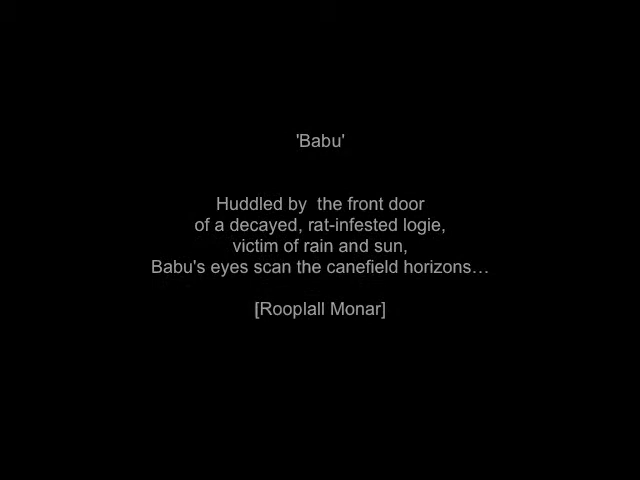 'Babu'
Huddled by  the front door
of a decayed, rat-infested logie,
victim of rain and sun,
Babu's eyes scan the canefield horizons…
[Rooplall Monar]